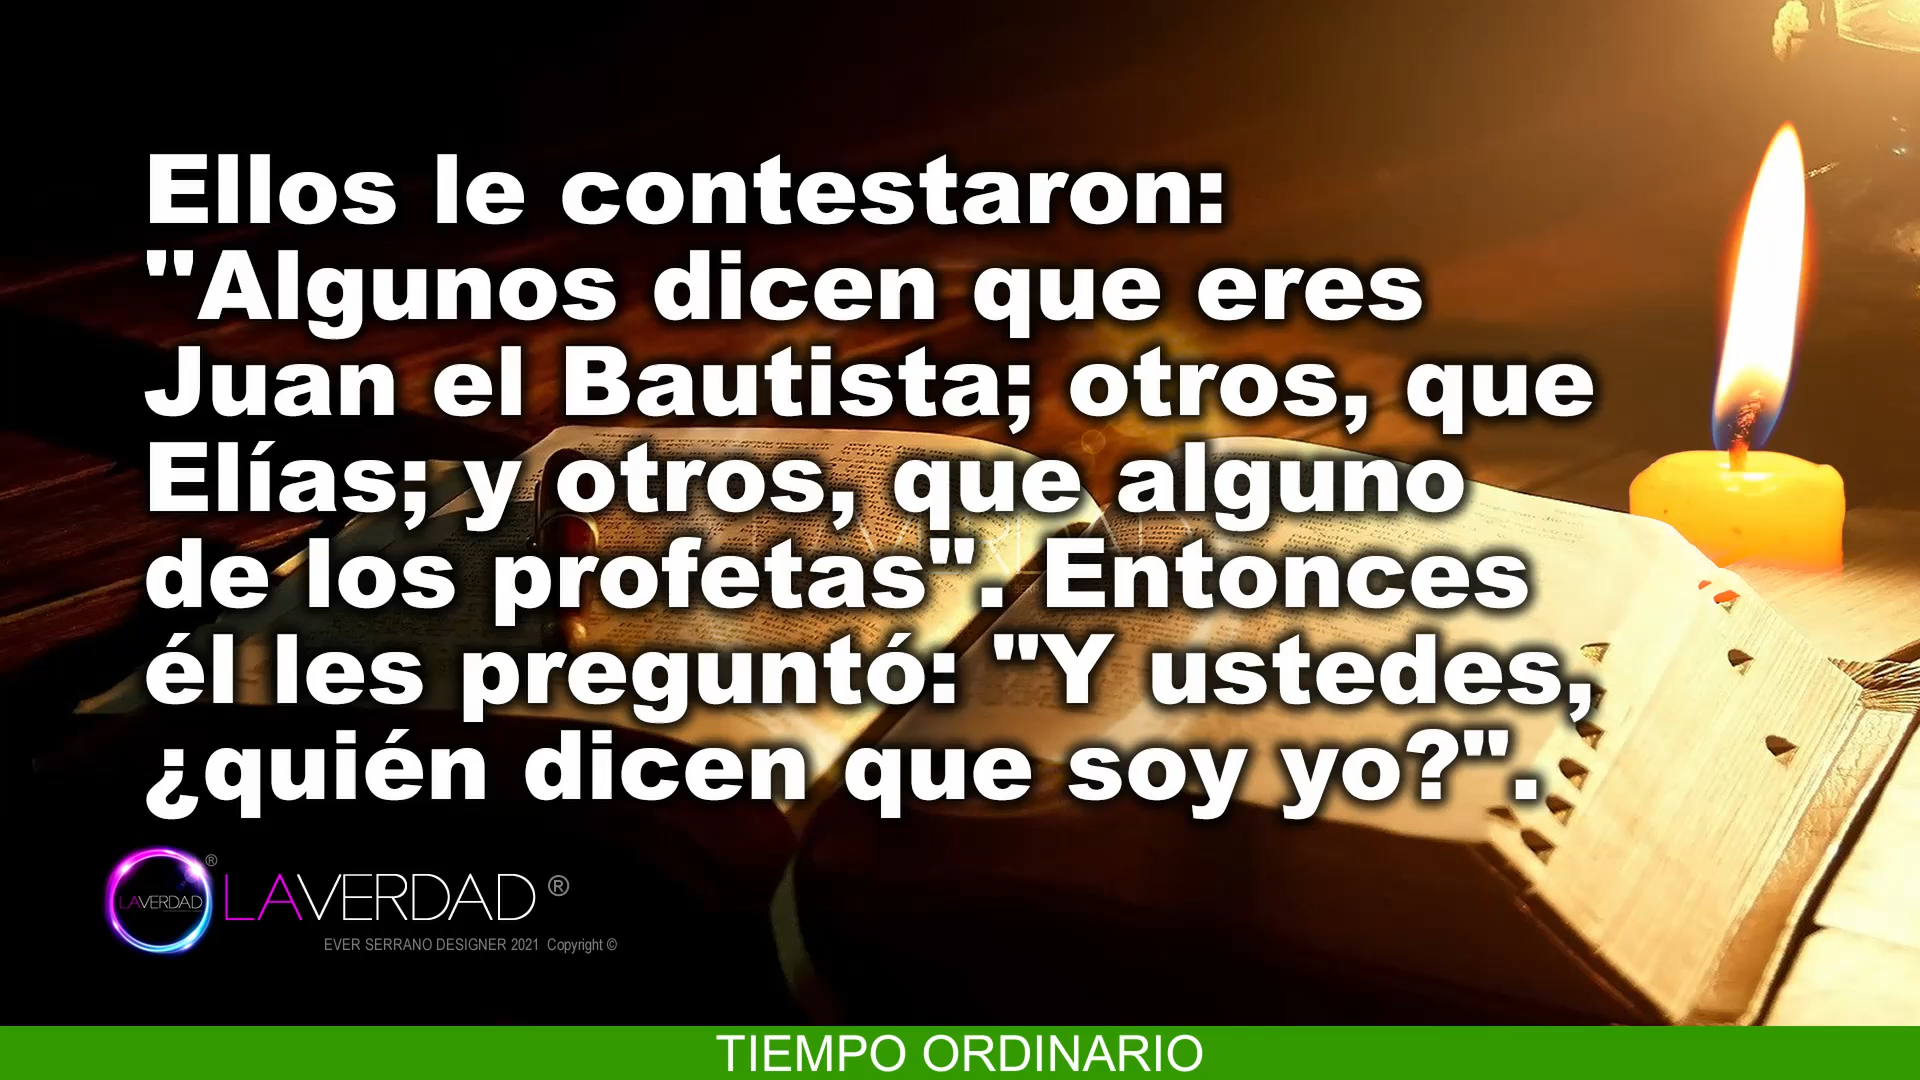 Ellos le contestaron:
"Algunos dicen que eres
Juan el Bautista; otros, que
Elías; y otros, que alguno
de los profetas". Entonces
él les preguntó: "Y ustedes,
¿quién dicen que soy yo?".
LAVERDAD ®
LAVERDAD ®
EVER SERRANO DESIGNER 2021 Copyright ©
TIEMPO ORDINARIO